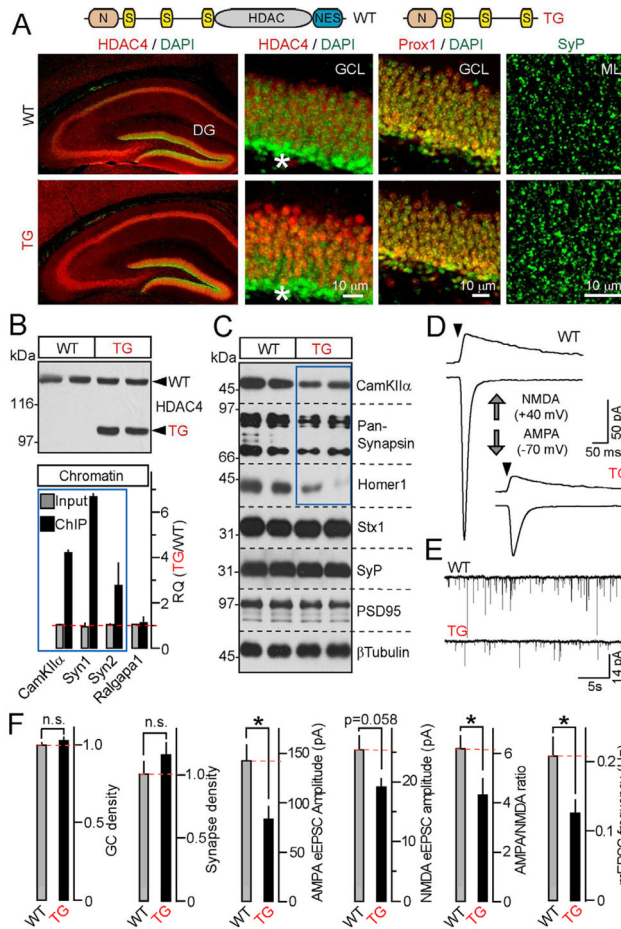 A
N S S S HDAC NES WT
N S S S TG
HDAC4 / DAPI
HDAC4 / DAPI
Prox1 / DAPI
SyP
WT
DG
GCL
GCL
ML
TG
*
*
10 µm
10 µm
10 µm
B
WT TG
kDa
WT
116
HDAC4
97
TG
Chromatin
Input
ChIP
6
4
2
0
RQ (TG/WT)
CamKIIα
Syn1
Syn2
Ralgapa1
C
WT TG
kDa
45
CamKIIα
97
Pan-
Synapsin
66
45
Homer1
31
Stx1
31
SyP
97
PSD95
45
βTubulin
D
WT
NMDA
(+40 mV)
AMPA
(-70 mV)
50 pA
50 ms
TG
E
WT
TG
5s
14 pA
F
n.s.
1.0
0.5
0
GC density
WT TG
n.s.
1.0
0.5
0
Synapse density
WT TG
*
150
100
50
0
AMPA eEPSC Amplitude (pA)
WT TG
p=0.058
25
20
10
0
NMDA eEPSC amplitude (pA)
WT TG
*
6
4
2
0
AMPA/NMDA ratio
WT TG
*
0.2
0.1
0
WT TG